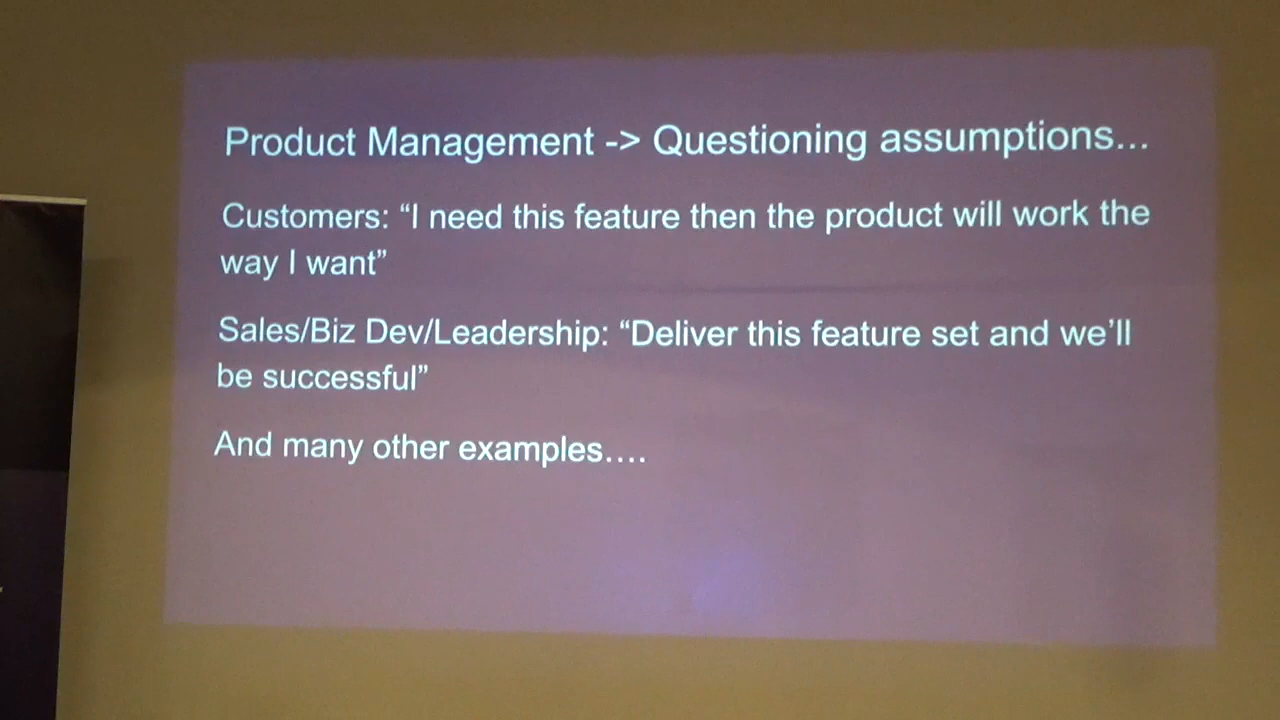 Product Management -> Questioning assumptions...
Customers: “I need this feature then the product will work the
way I want”
Sales/Biz Dev/Leadership: “Deliver this feature set and we’ll
be successful”
And many other examples….